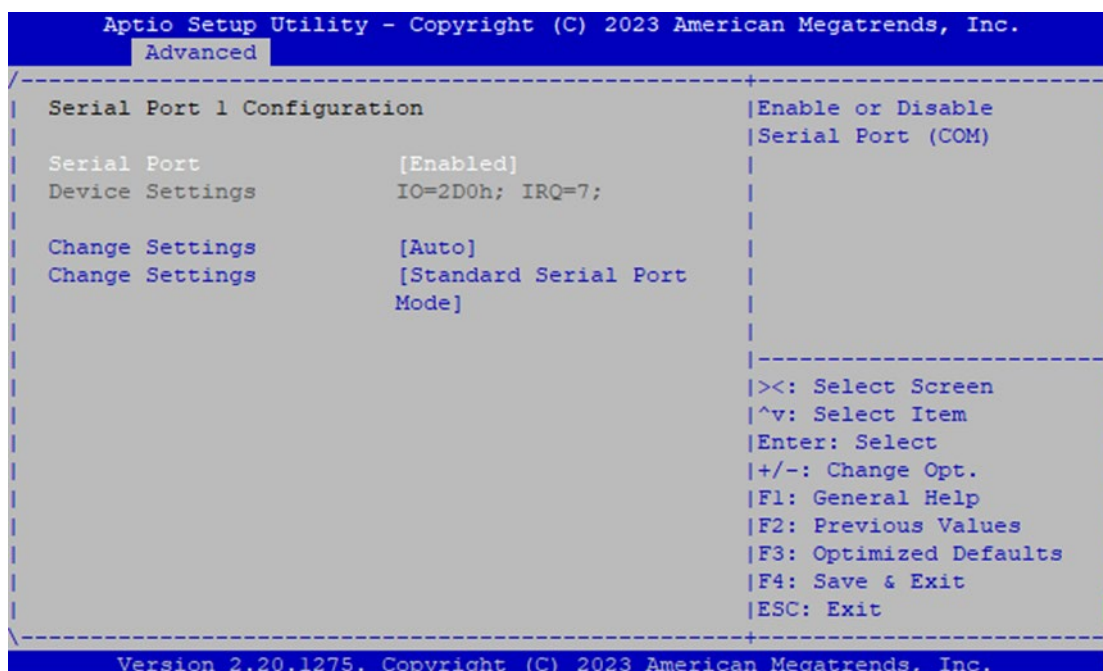 Aptio Setup Utility - Copyright (C) 2023 American Megatrends, Inc.
Advanced
Serial Port 1 Configuration
Serial Port [Enabled]
Device Settings IO=2D0h; IRQ=7;
Change Settings [Auto]
Change Settings [Standard Serial Port
Mode]
Enable or Disable
Serial Port (COM)
><: Select Screen
^v: Select Item
Enter: Select
+/-: Change Opt.
F1: General Help
F2: Previous Values
F3: Optimized Defaults
F4: Save & Exit
ESC: Exit
Version 2.20.1275. Copyright (C) 2023 American Megatrends, Inc.